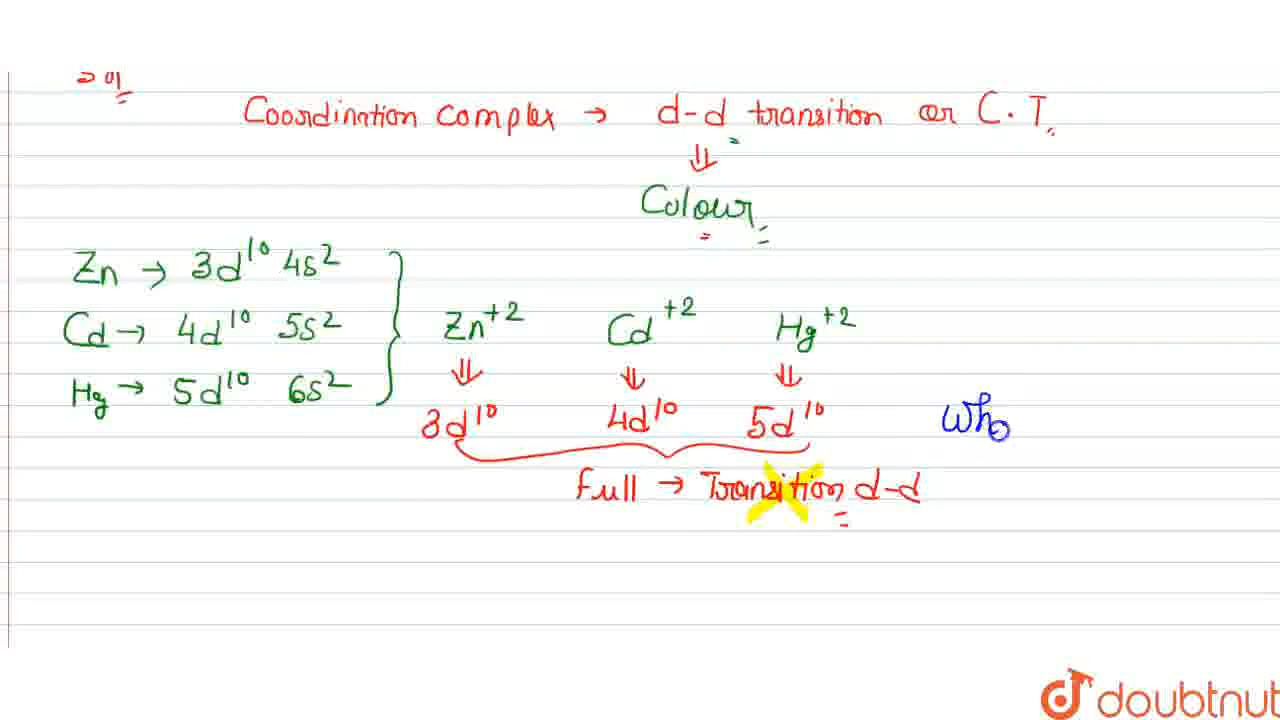 Coordination complex → d-d transition or C.T.
⇓
Colour
Zn → 3d¹⁰ 4s²
Cd → 4d¹⁰ 5s²
Hg → 5d¹⁰ 6s²
Zn⁺² Cd⁺² Hg⁺²
⇓ ⇓ ⇓
3d¹⁰ 4d¹⁰ 5d¹⁰
Who
Full → Transition d-d
doubtnut